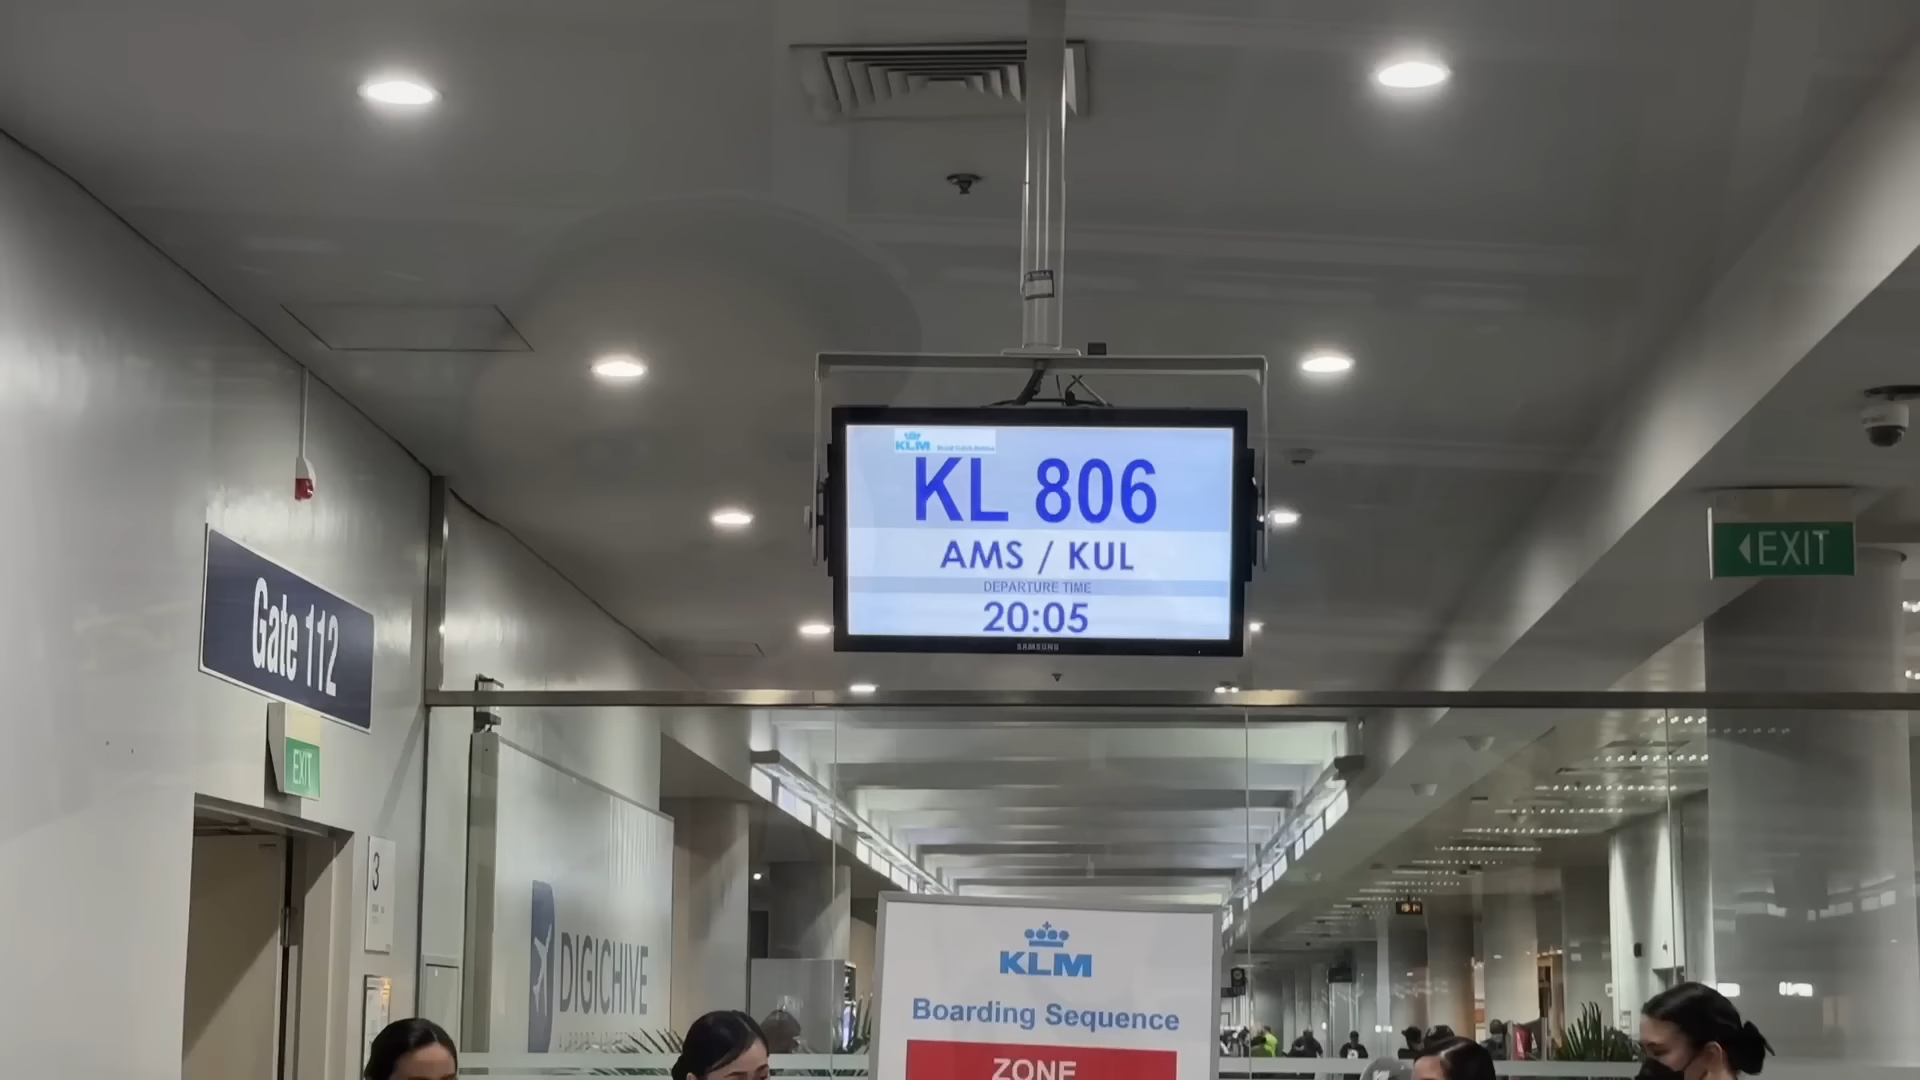 KLM
KL 806
AMS / KUL
DEPARTURE TIME
20:05
SAMSUNG
EXIT
Gate 112
EXIT
3
DIGICHIVE
KLM
Boarding Sequence
ZONE